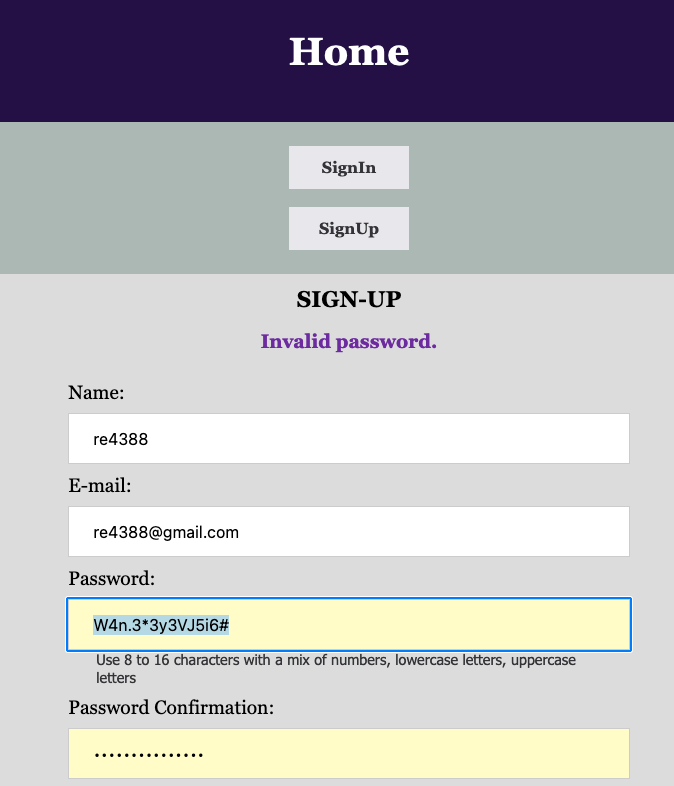 Home
SignIn
SignUp
SIGN-UP
Invalid password.
Name:
re4388
E-mail:
re4388@gmail.com
Password:
W4n.3*3y3VJ5i6#
Use 8 to 16 characters with a mix of numbers, lowercase letters, uppercase
letters
Password Confirmation:
···············